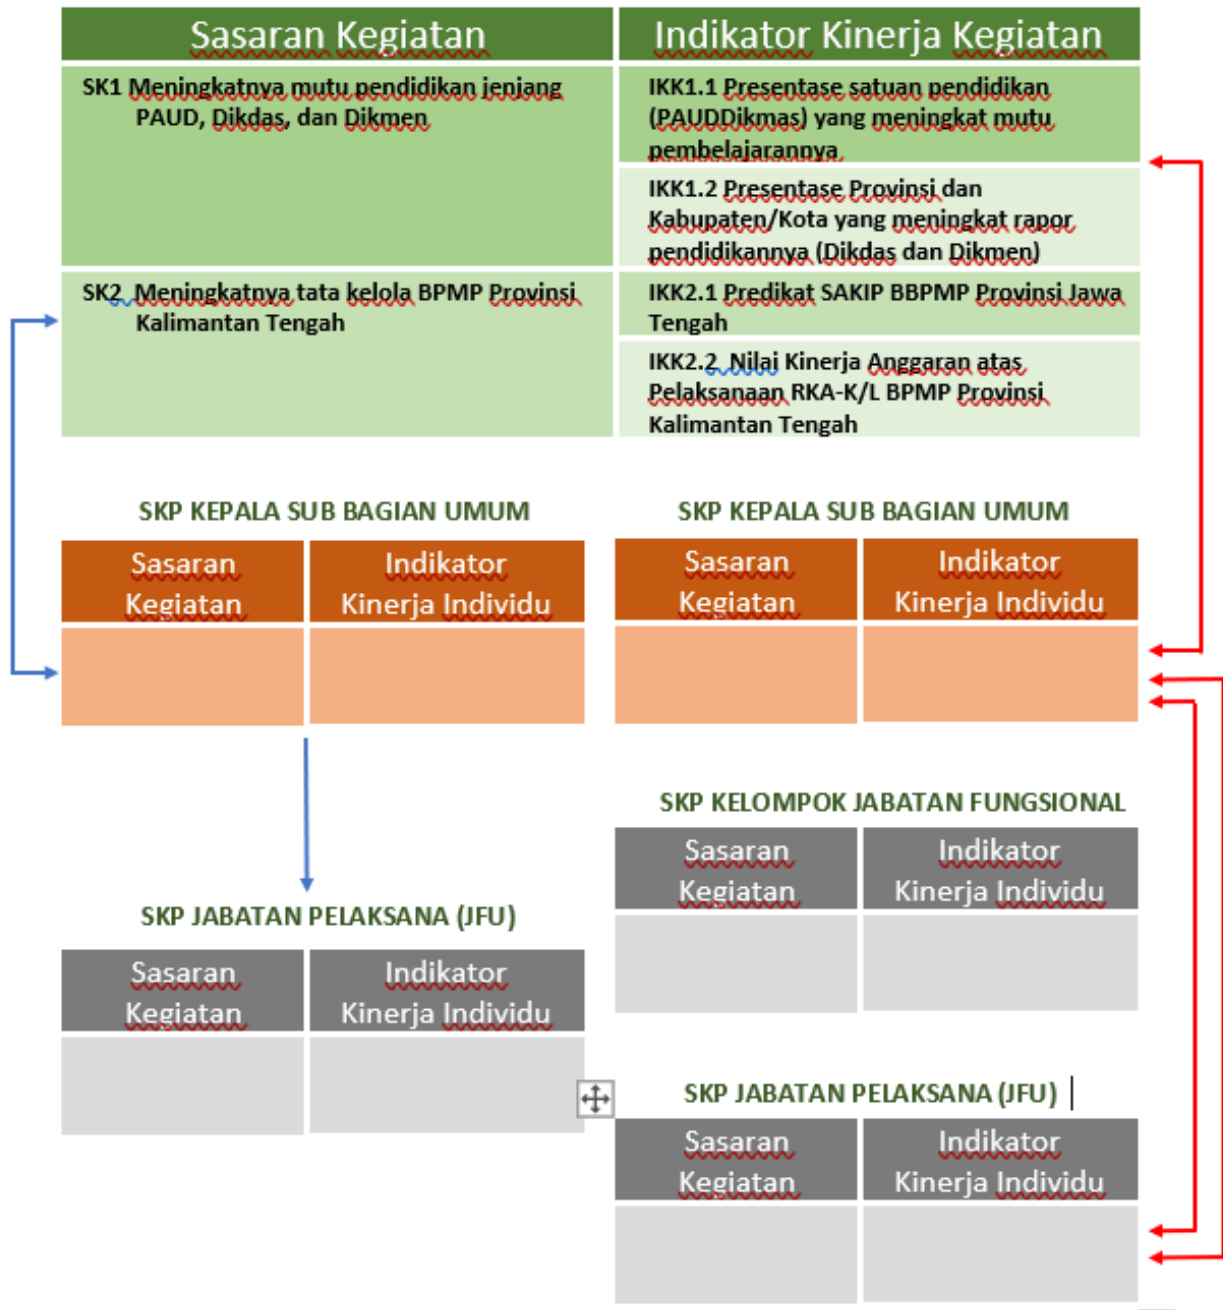 Sasaran Kegiatan
Indikator Kinerja Kegiatan
SK1 Meningkatnya mutu pendidikan jenjang
PAUD, Dikdas, dan Dikmen
IKK1.1 Presentase satuan pendidikan
(PAUDDikmas) yang meningkat mutu
pembelajarannya
IKK1.2 Presentase Provinsi dan
Kabupaten/Kota yang meningkat rapor
pendidikannya (Dikdas dan Dikmen)
SK2 Meningkatnya tata kelola BPMP Provinsi
Kalimantan Tengah
IKK2.1 Predikat SAKIP BBPMP Provinsi Jawa
Tengah
IKK2.2 Nilai Kinerja Anggaran atas
Pelaksanaan RKA-K/L BPMP Provinsi
Kalimantan Tengah
SKP KEPALA SUB BAGIAN UMUM
Sasaran
Kegiatan
Indikator
Kinerja Individu
SKP KEPALA SUB BAGIAN UMUM
Sasaran
Kegiatan
Indikator
Kinerja Individu
SKP KELOMPOK JABATAN FUNGSIONAL
Sasaran
Kegiatan
Indikator
Kinerja Individu
SKP JABATAN PELAKSANA (JFU)
Sasaran
Kegiatan
Indikator
Kinerja Individu
SKP JABATAN PELAKSANA (JFU)
Sasaran
Kegiatan
Indikator
Kinerja Individu